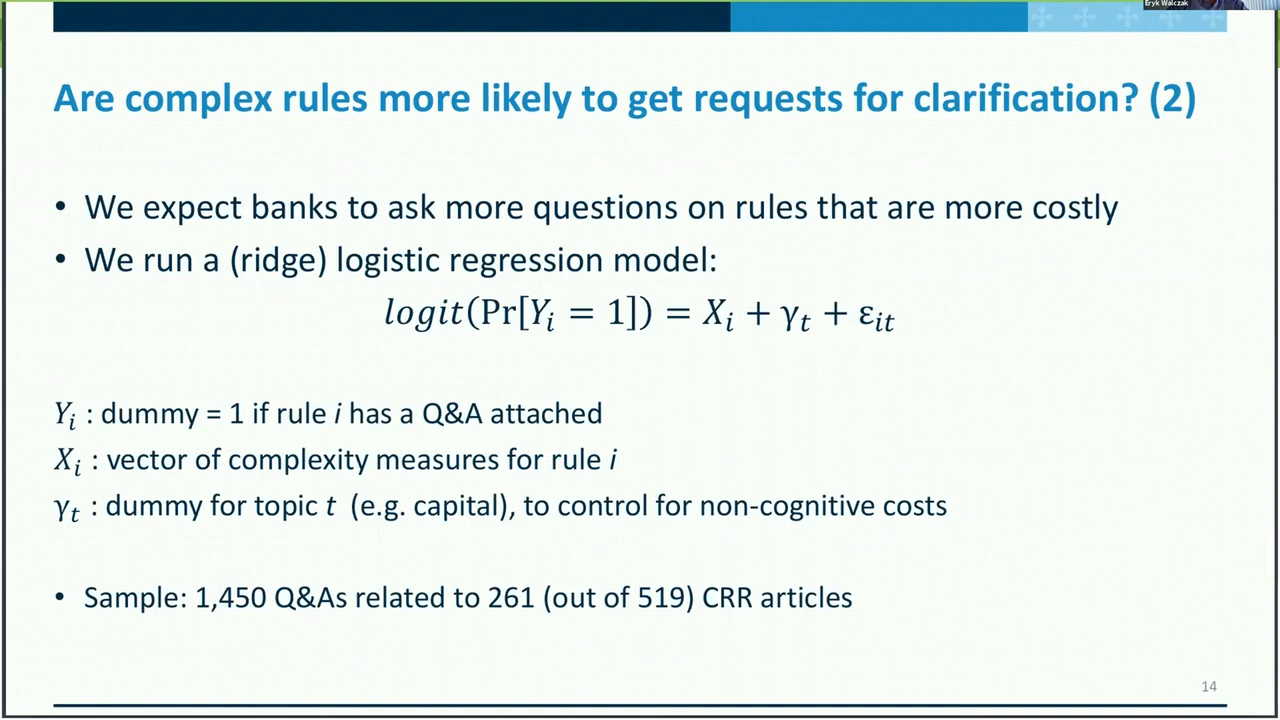 Eryk Walczak
Are complex rules more likely to get requests for clarification? (2)
• We expect banks to ask more questions on rules that are more costly
• We run a (ridge) logistic regression model:
logit(Pr[Yᵢ = 1]) = Xᵢ + γₜ + εᵢₜ
Yᵢ : dummy = 1 if rule i has a Q&A attached
Xᵢ : vector of complexity measures for rule i
γₜ : dummy for topic t (e.g. capital), to control for non-cognitive costs
• Sample: 1,450 Q&As related to 261 (out of 519) CRR articles
14